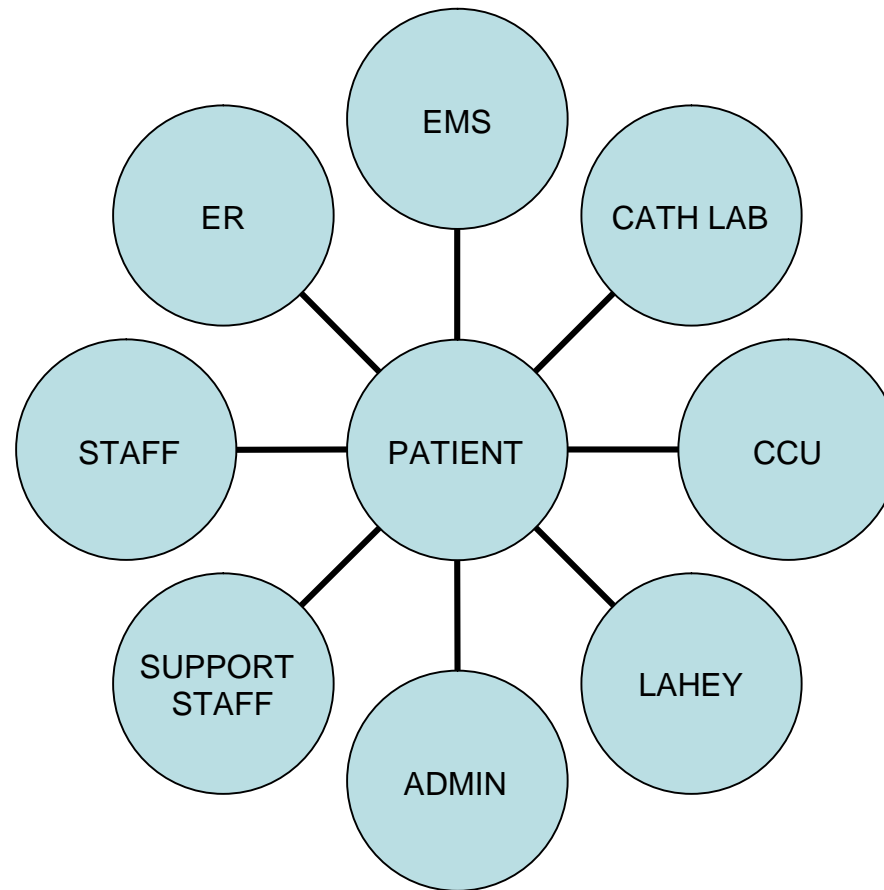 EMS
ER
CATH LAB
STAFF
PATIENT
CCU
SUPPORT
STAFF
LAHEY
ADMIN